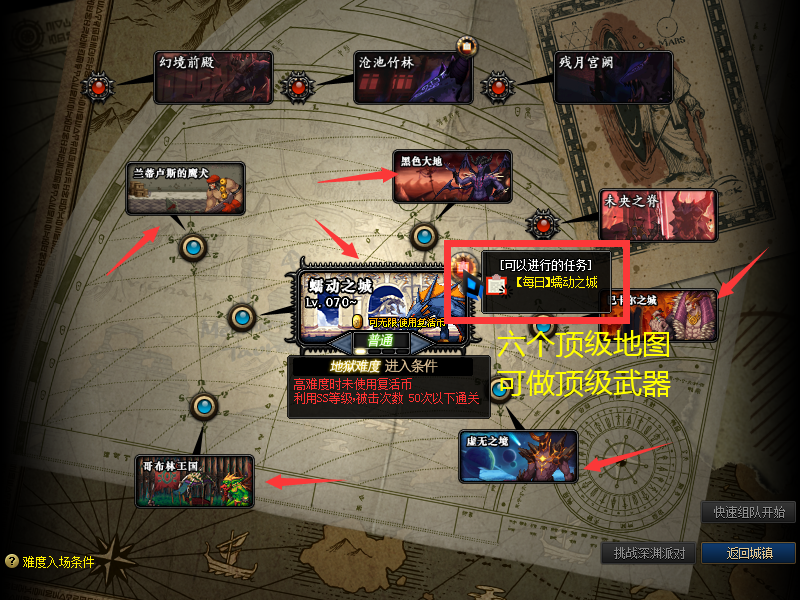 幻境前殿
沧池竹林
残月宫阙
MARS
兰蒂卢斯的鹰犬
黑色大地
未央之脊
[可以进行的任务]
【每日】蠕动之城
蠕动之城
Lv. 070~
可无限使用复活币
普通
巴卡尔之城
六个顶级地图
可做顶级武器
地狱难度 进入条件
高难度时未使用复活币
利用SS等级,被击次数 50次以下通关
哥布林王国
虚无之境
快速组队开始
难度入场条件
挑战深渊派对
返回城镇